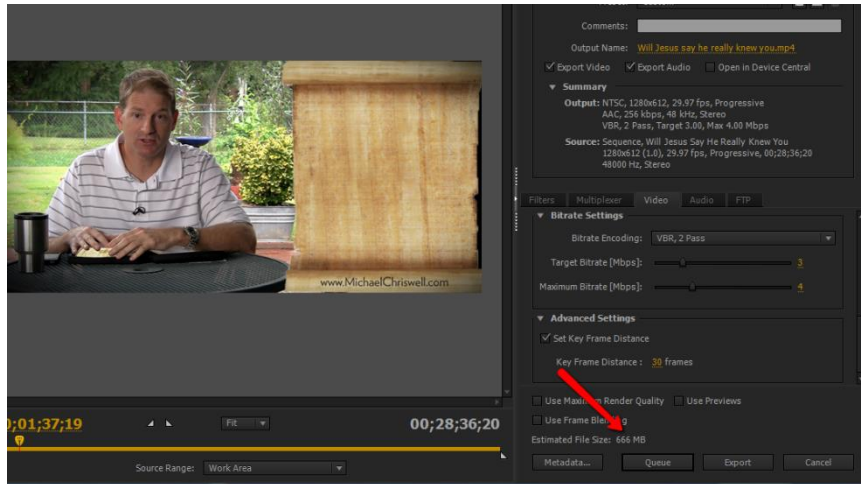 Comments:
Output Name: Will Jesus say he really knew you.mp4
Export Video Export Audio Open in Device Central
Summary
Output: NTSC, 1280x612, 29.97 fps, Progressive
AAC, 256 kbps, 48 kHz, Stereo
VBR, 2 Pass, Target 3.00, Max 4.00 Mbps
Source: Sequence, Will Jesus Say He Really Knew You
1280x612 (1.0), 29.97 fps, Progressive, 00;28;36;20
48000 Hz, Stereo
Filters Multiplexer Video Audio FTP
Bitrate Settings
Bitrate Encoding: VBR, 2 Pass
Target Bitrate [Mbps]: 3
Maximum Bitrate [Mbps]: 4
Advanced Settings
Set Key Frame Distance
Key Frame Distance: 30 frames
Use Maximum Render Quality Use Previews
Use Frame
Estimated File Size: 666 MB
Metadata... Queue Export Cancel
www.MichaelChriswell.com
;01;37;19 Fit 00;28;36;20
Source Range: Work Area